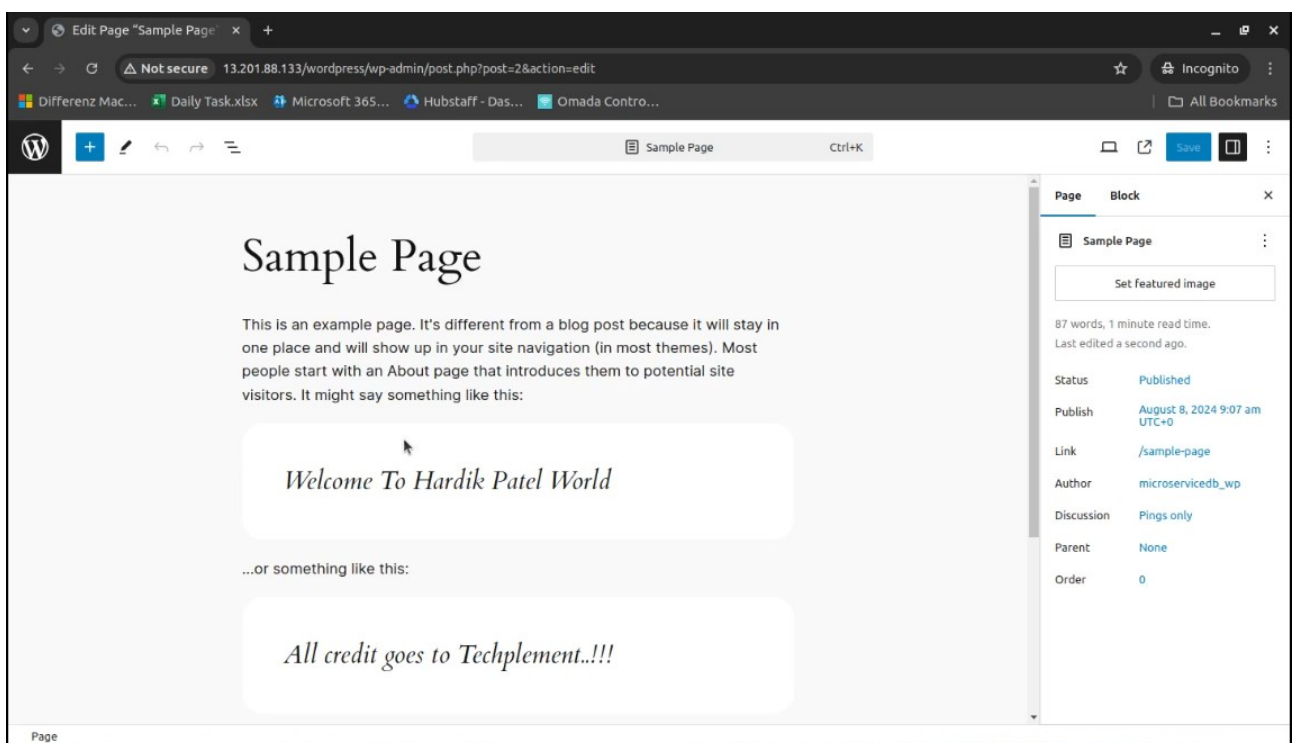 Edit Page "Sample Page"
Not secure 13.201.88.133/wordpress/wp-admin/post.php?post=2&action=edit
Incognito
Differenz Mac... Daily Task.xlsx Microsoft 365... Hubstaff - Das... Omada Contro... All Bookmarks
Sample Page Ctrl+K
Save
Page Block
Sample Page
Set featured image
87 words, 1 minute read time.
Last edited a second ago.
Status Published
Publish August 8, 2024 9:07 am
UTC+0
Link /sample-page
Author microservicedb_wp
Discussion Pings only
Parent None
Order 0
Sample Page
This is an example page. It's different from a blog post because it will stay in
one place and will show up in your site navigation (in most themes). Most
people start with an About page that introduces them to potential site
visitors. It might say something like this:
Welcome To Hardik Patel World
...or something like this:
All credit goes to Techplement..!!!
Page